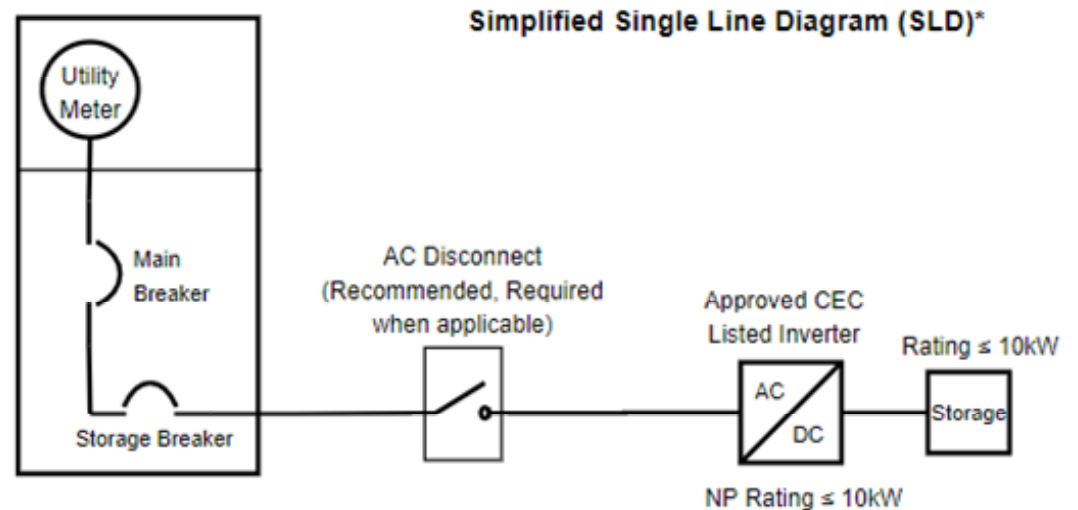 Simplified Single Line Diagram (SLD)*
Utility
Meter
Main
Breaker
Storage Breaker
AC Disconnect
(Recommended, Required
when applicable)
Approved CEC
Listed Inverter
AC
DC
NP Rating ≤ 10kW
Rating ≤ 10kW
Storage